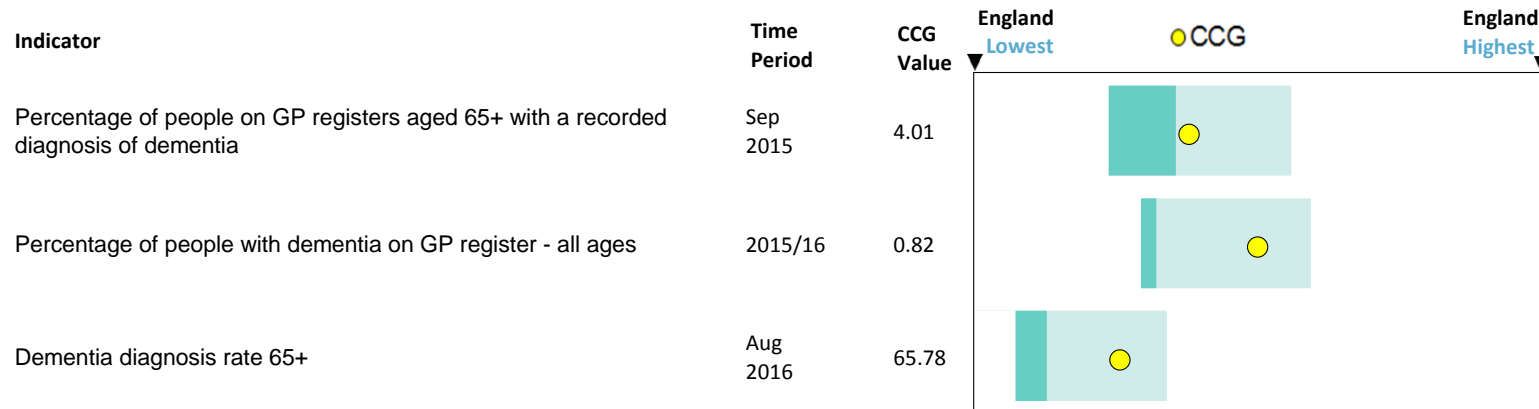 Indicator
Time
Period
CCG
Value
England
Lowest
CCG
England
Highest
Percentage of people on GP registers aged 65+ with a recorded
diagnosis of dementia
Sep
2015
4.01
Percentage of people with dementia on GP register - all ages
2015/16
0.82
Dementia diagnosis rate 65+
Aug
2016
65.78